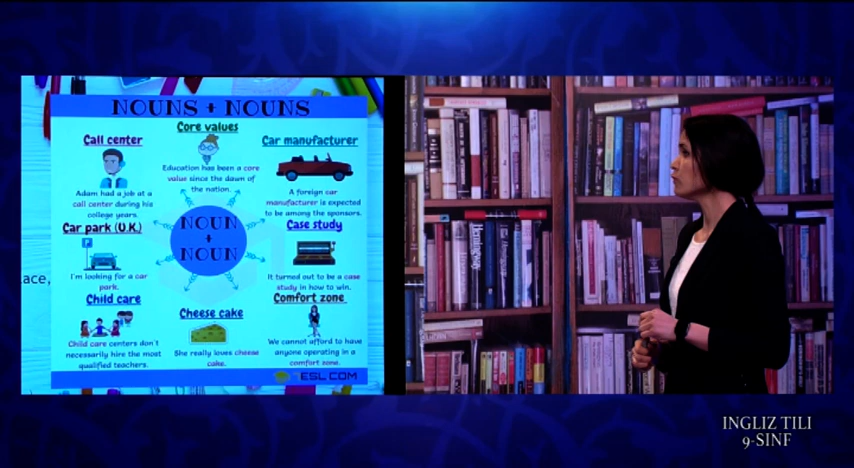 NOUNS + NOUNS
Call center
Adam had a job at a
call center during his
college years.
Core values
Education has been a core
value since the dawn of
the nation.
Car manufacturer
A foreign car
manufacturer is expected
to be among the sponsors.
Car park (U.K.)
I'm looking for a car
park.
NOUN
+
NOUN
Case study
It turned out to be a case
study in how to win.
Child care
Child care centers don't
necessarily hire the most
qualified teachers.
Cheese cake
She really loves cheese
cake.
Comfort zone
We cannot afford to have
anyone operating in a
comfort zone.
ESL.COM
ace,
INGLIZ TILI
9-SINF